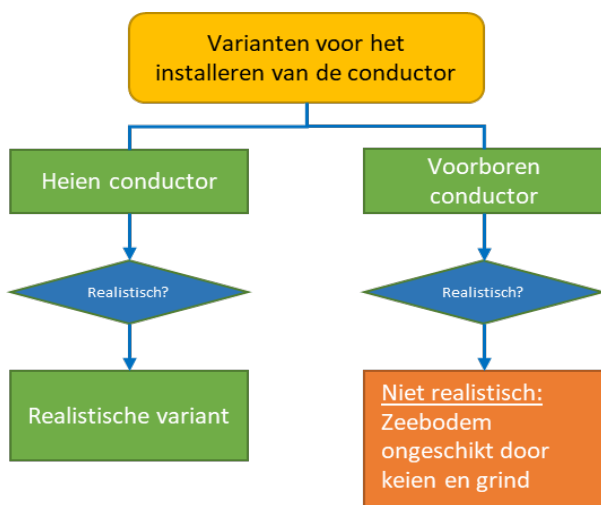 Varianten voor het
installeren van de conductor
Heien conductor
Voorboren
conductor
Realistisch?
Realistisch?
Realistische variant
Niet realistisch:
Zeebodem
ongeschikt door
keien en grind